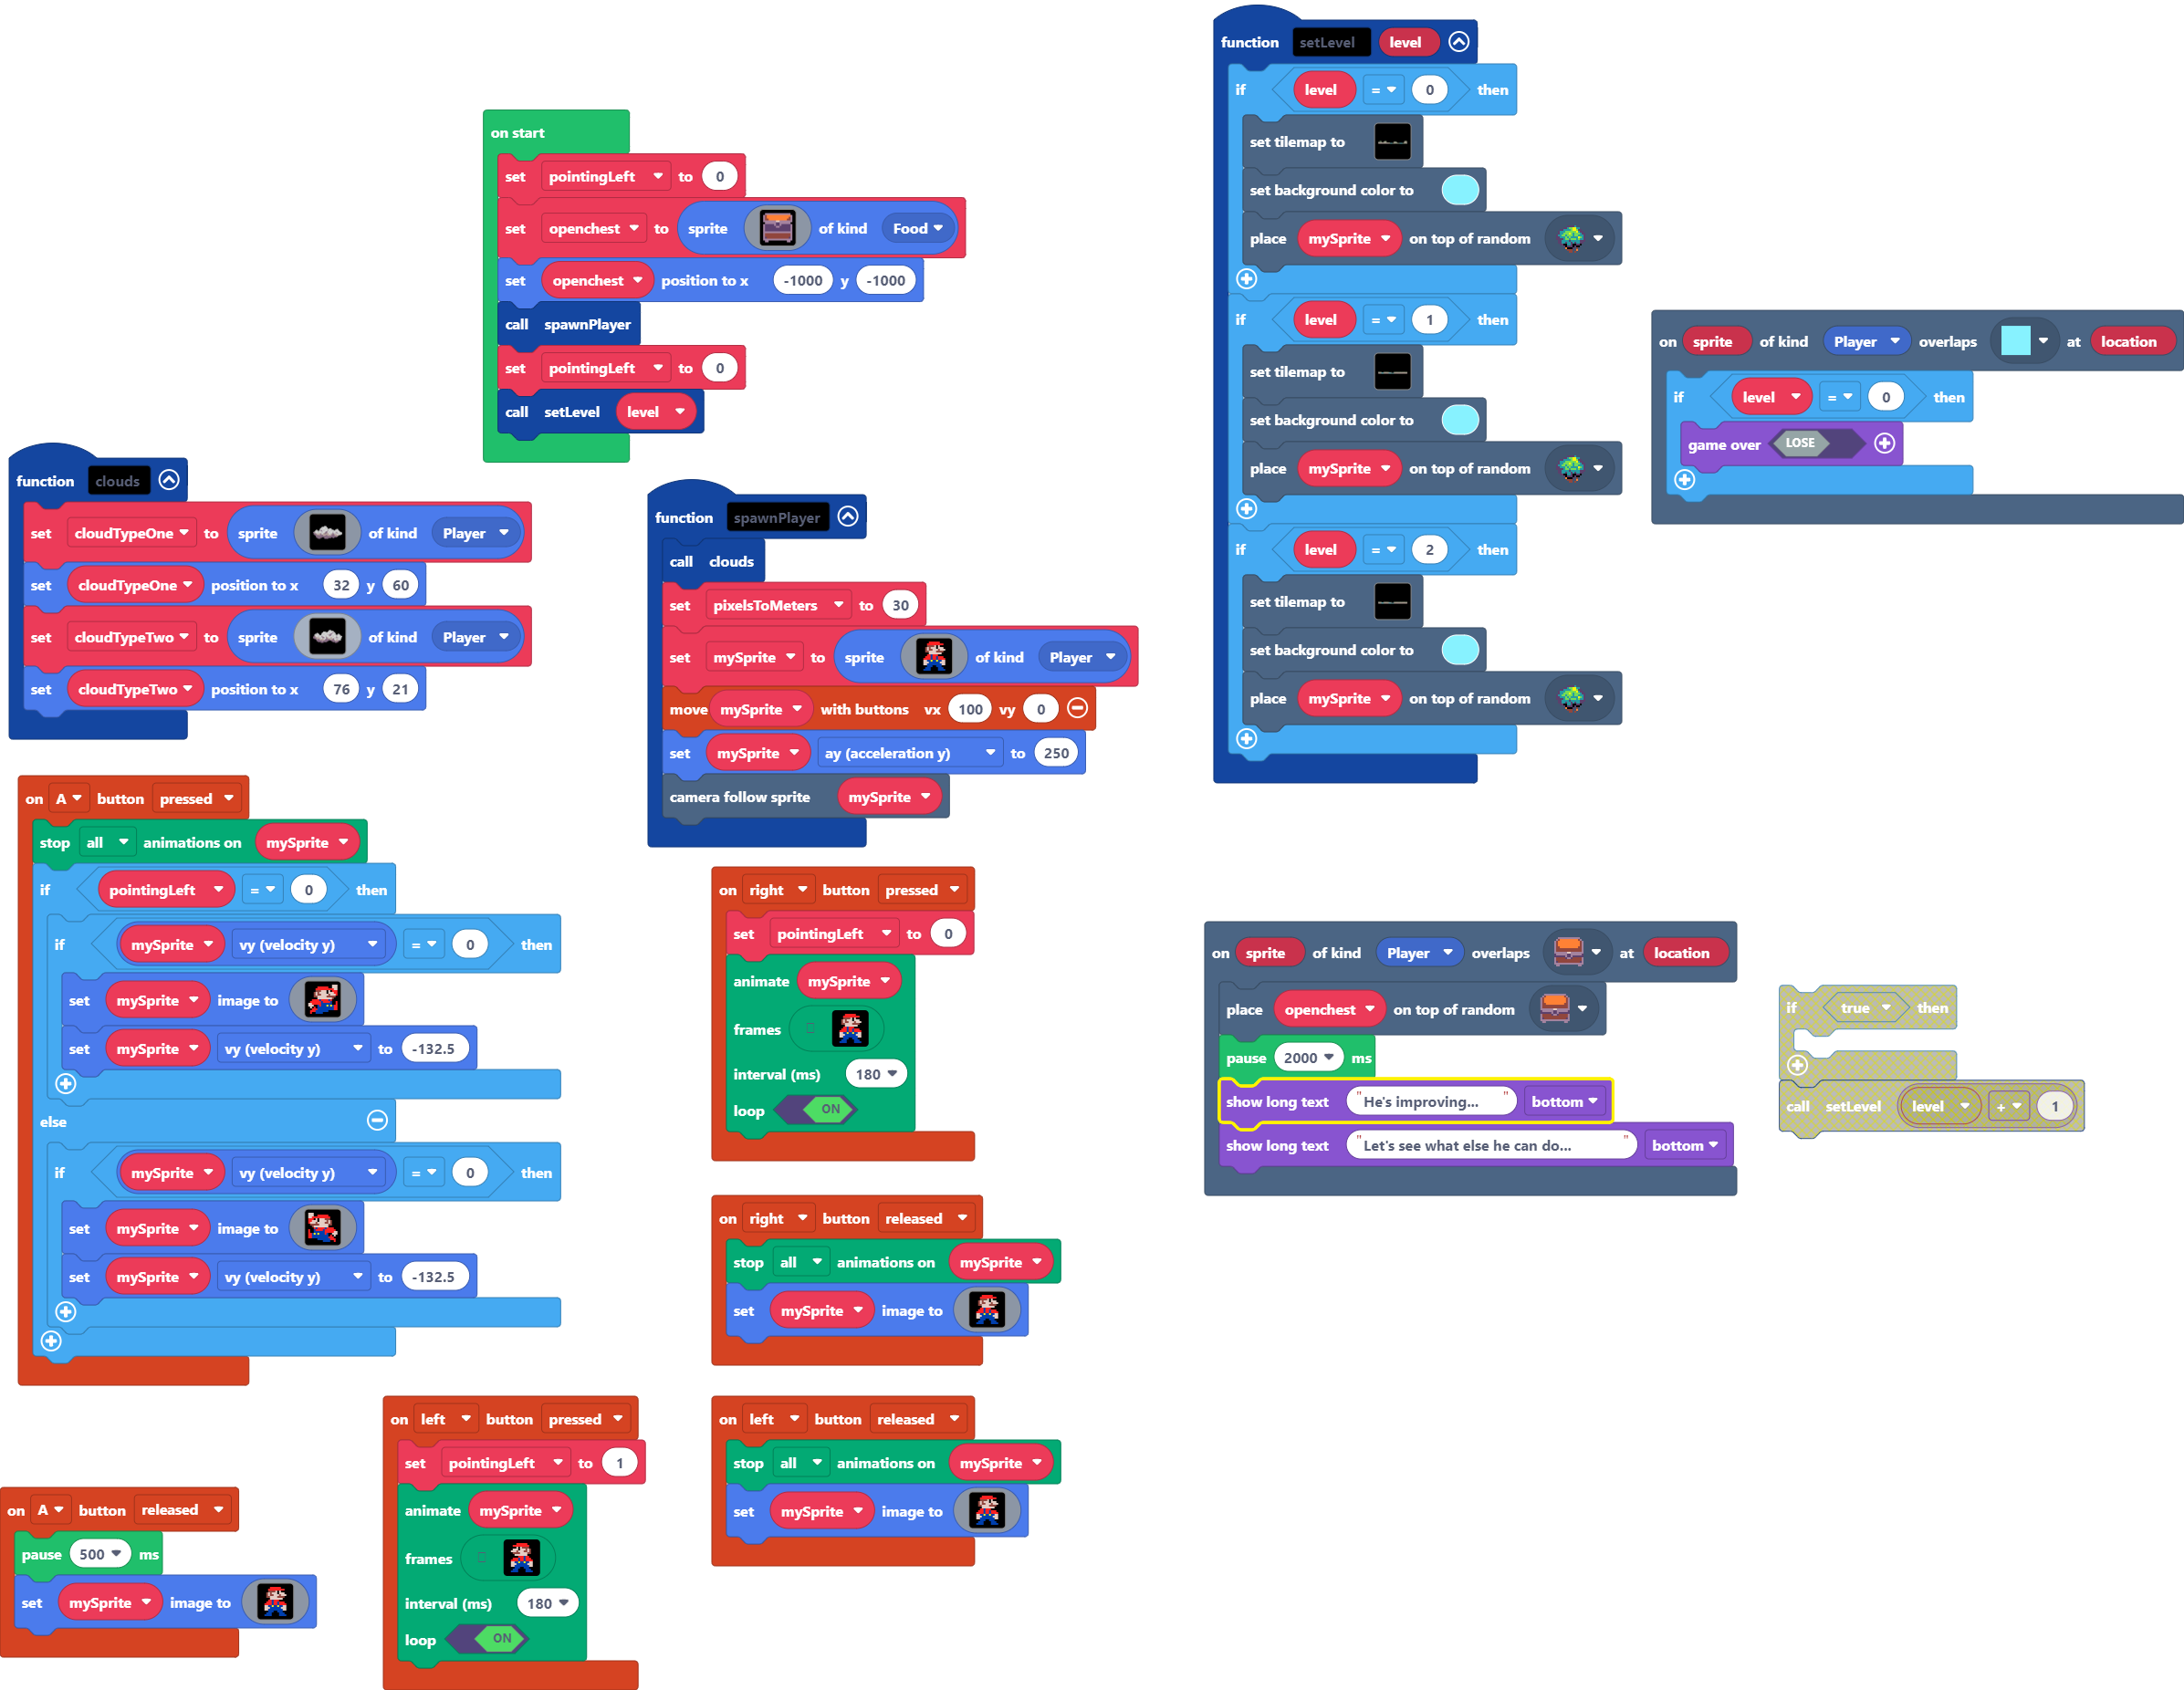 function setLevel level
if level = 0 then
set tilemap to
set background color to
place mySprite on top of random
if level = 1 then
set tilemap to
set background color to
place mySprite on top of random
if level = 2 then
set tilemap to
set background color to
place mySprite on top of random
on start
set pointingLeft to 0
set openchest to sprite of kind Food
set openchest position to x -1000 y -1000
call spawnPlayer
set pointingLeft to 0
call setLevel level
on sprite of kind Player overlaps at location
if level = 0 then
game over LOSE
function clouds
set cloudTypeOne to sprite of kind Player
set cloudTypeOne position to x 32 y 60
set cloudTypeTwo to sprite of kind Player
set cloudTypeTwo position to x 76 y 21
function spawnPlayer
call clouds
set pixelsToMeters to 30
set mySprite to sprite of kind Player
move mySprite with buttons vx 100 vy 0
set mySprite ay (acceleration y) to 250
camera follow sprite mySprite
on A button pressed
stop all animations on mySprite
if pointingLeft = 0 then
if mySprite vy (velocity y) = 0 then
set mySprite image to
set mySprite vy (velocity y) to -132.5
else
if mySprite vy (velocity y) = 0 then
set mySprite image to
set mySprite vy (velocity y) to -132.5
on right button pressed
set pointingLeft to 0
animate mySprite
frames
interval (ms) 180
loop ON
on sprite of kind Player overlaps at location
place openchest on top of random
pause 2000 ms
show long text "He's improving... " bottom
show long text "Let's see what else he can do... " bottom
if true then
call setLevel level + 1
on right button released
stop all animations on mySprite
set mySprite image to
on left button pressed
set pointingLeft to 1
animate mySprite
frames
interval (ms) 180
loop ON
on left button released
stop all animations on mySprite
set mySprite image to
on A button released
pause 500 ms
set mySprite image to